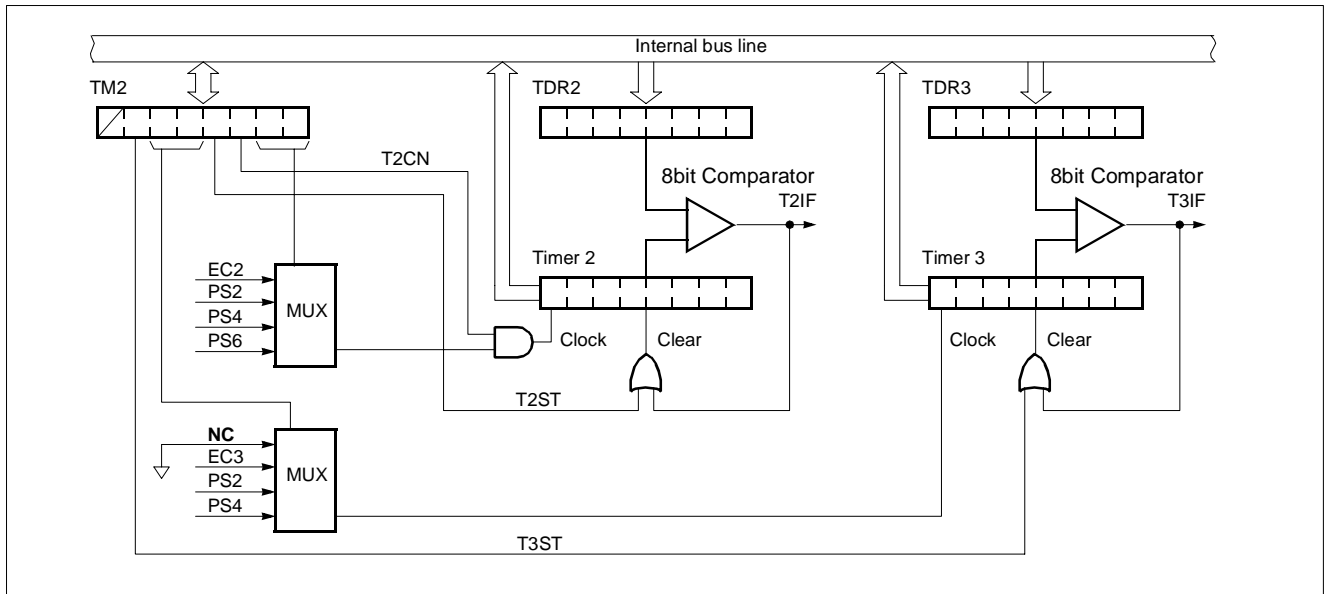 Internal bus line
TM2
TDR2
TDR3
T2CN
8bit Comparator
8bit Comparator
T2IF
T3IF
Timer 2
Timer 3
EC2
PS2
PS4
PS6
MUX
Clock
Clear
Clock
Clear
T2ST
NC
EC3
PS2
PS4
MUX
T3ST